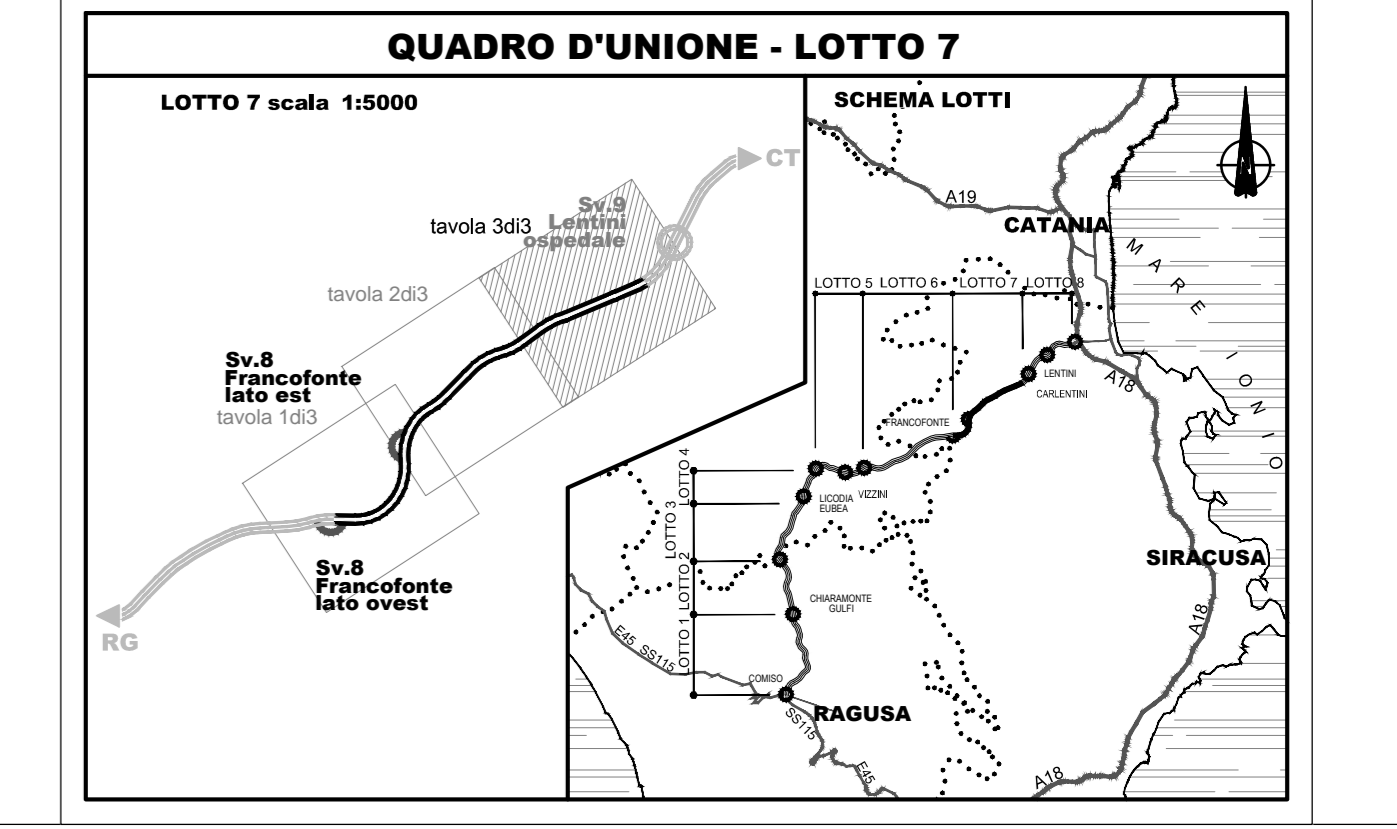 QUADRO D'UNIONE - LOTTO 7
LOTTO 7 scala 1:5000
CT
Sv.9
Lentini
ospedale
tavola 3di3
tavola 2di3
Sv.8
Francofonte
lato est
tavola 1di3
Sv.8
Francofonte
lato ovest
RG
SCHEMA LOTTI
A19
CATANIA
MARE IONIO
LOTTO 5
LOTTO 6
LOTTO 7
LOTTO 8
LENTINI
A18
CARLENTINI
FRANCOFONTE
LOTTO 4
LOTTO 3
LOTTO 2
LOTTO 1
LICODIA
EUBEA
VIZZINI
SIRACUSA
CHIARAMONTE
GULFI
A18
E45 SS115
COMISO
RAGUSA
SS115
E45
A18